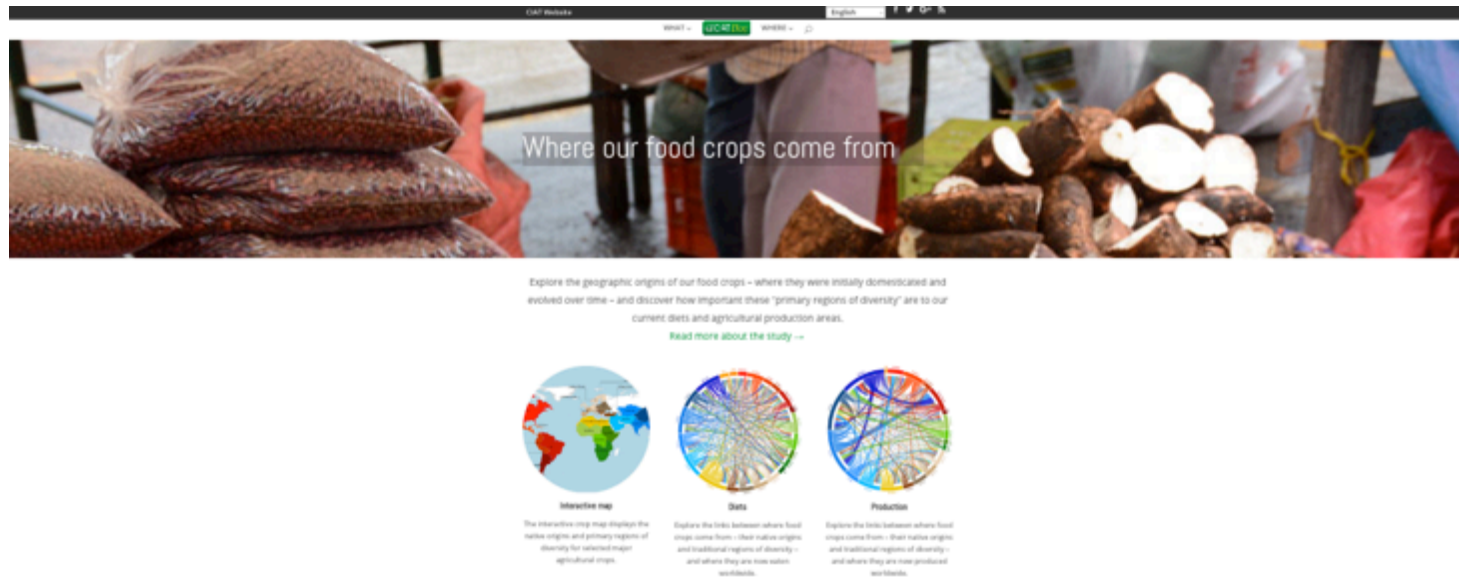 CIAT Website
English
WHAT
CIAT Blog
WHERE
Where our food crops come from
Explore the geographic origins of our food crops – where they were initially domesticated and
evolved over time – and discover how important these "primary regions of diversity" are to our
current diets and agricultural production areas.
Read more about the study →
Interactive map
Diets
Production
The interactive crop map displays the
native origins and primary regions of
diversity for selected major
agricultural crops.
Explore the links between where food
crops come from – their native origins
and traditional regions of diversity –
and where they are now eaten
worldwide.
Explore the links between where food
crops come from – their native origins
and traditional regions of diversity –
and where they are now produced
worldwide.